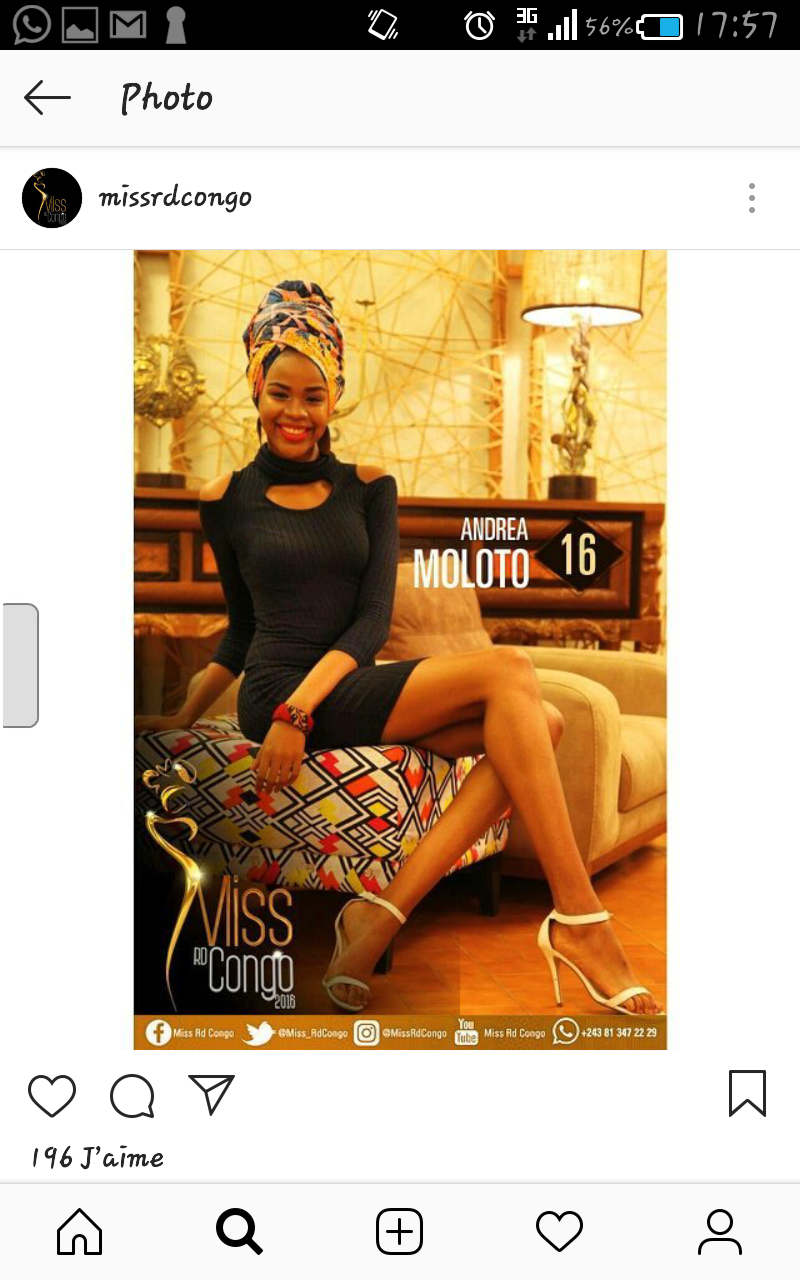 3G
56%
17:57
Photo
missrdcongo
ANDREA
MOLOTO
16
Miss
RD Congo
2016
Miss Rd Congo
@Miss_RdCongo
@MissRdCongo
You
Tube
Miss Rd Congo
+243 81 347 22 29
196 J'aime